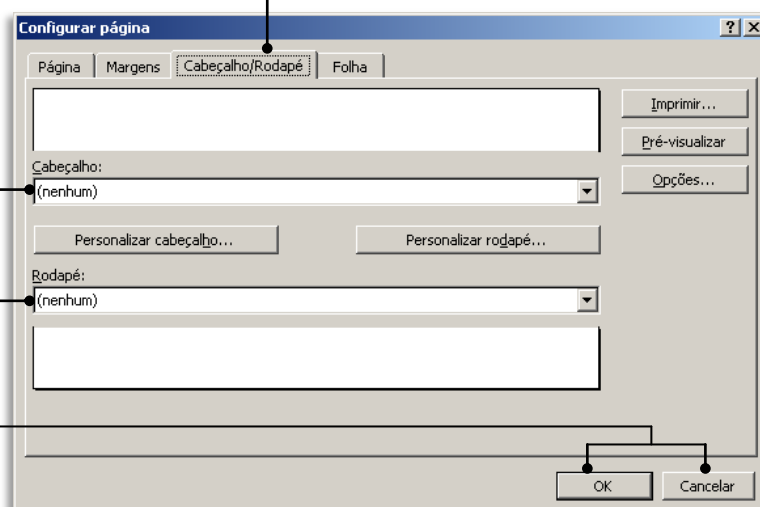 Configurar página
Página Margens Cabeçalho/Rodapé Folha
Imprimir...
Pré-visualizar
Opções...
Cabeçalho:
(nenhum)
Personalizar cabeçalho... Personalizar rodapé...
Rodapé:
(nenhum)
OK Cancelar